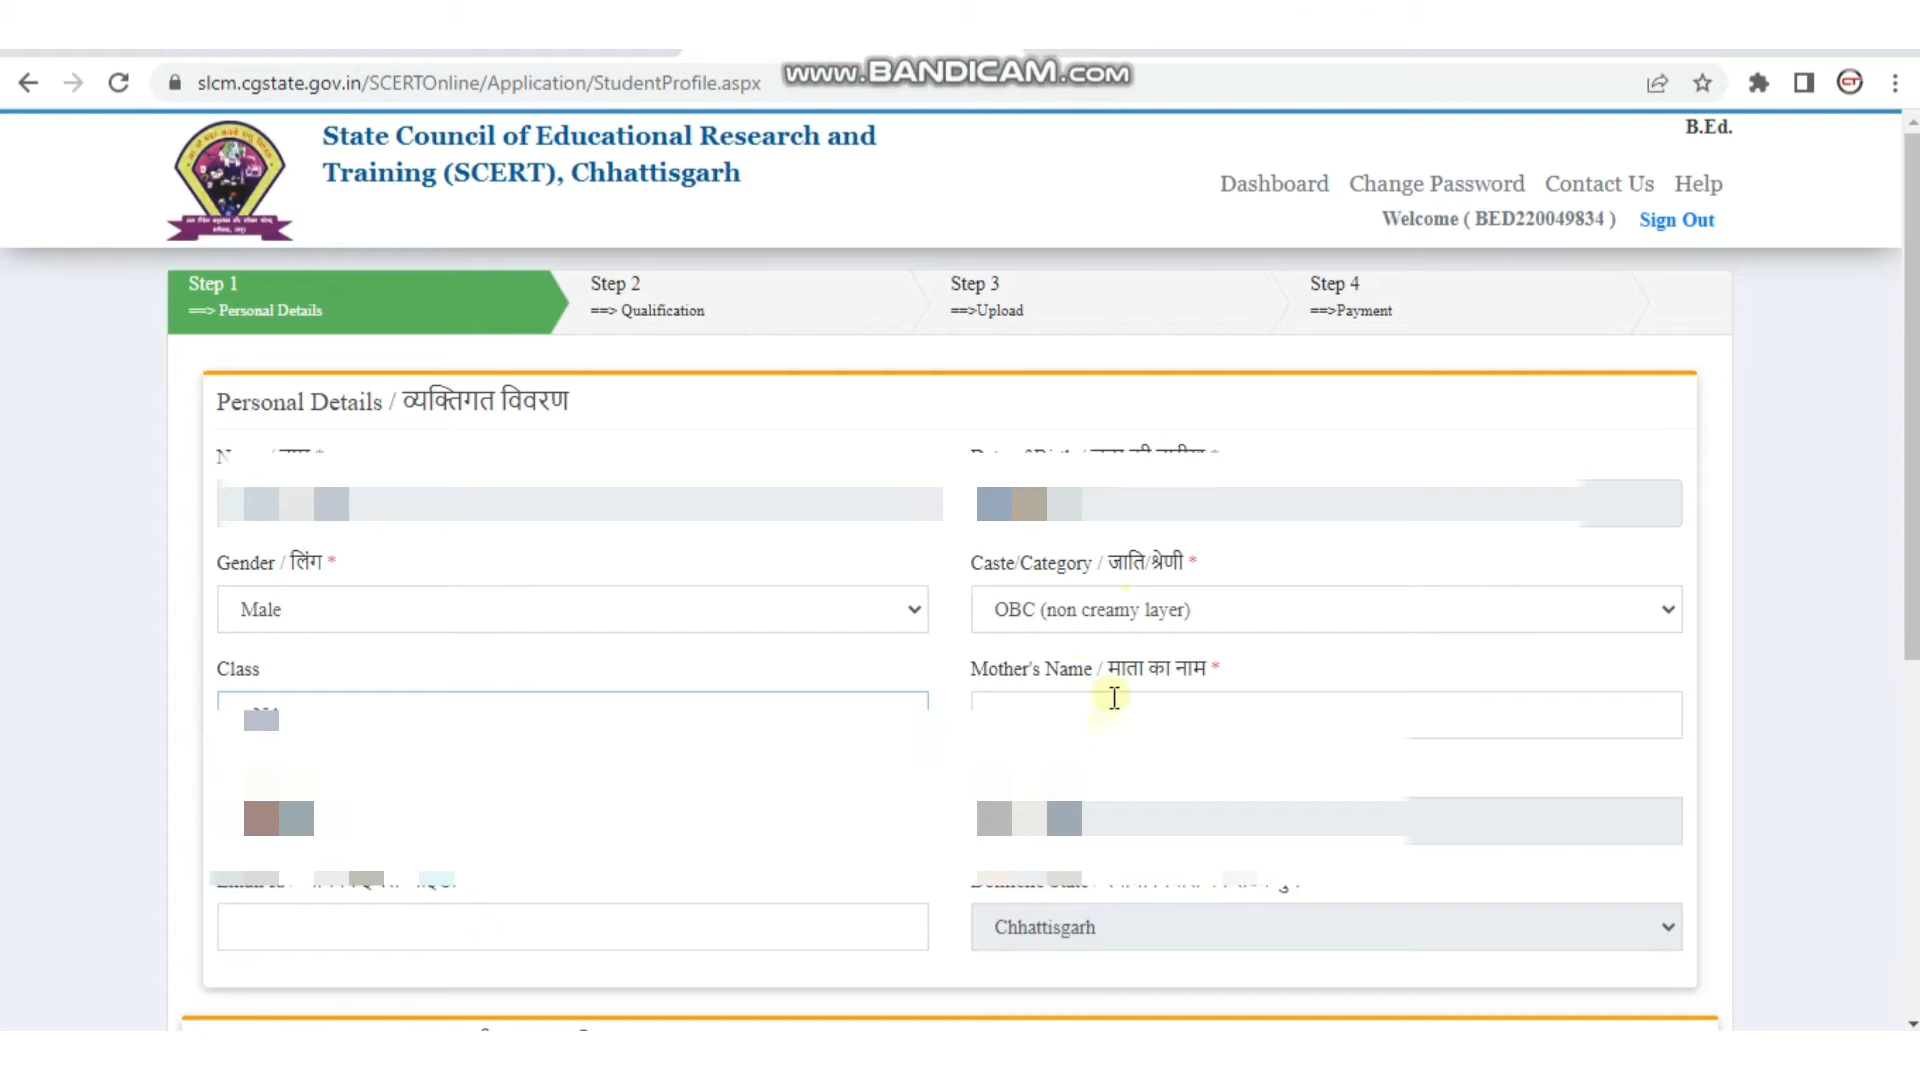 www.BANDICAM.com
slcm.cgstate.gov.in/SCERTOnline/Application/StudentProfile.aspx
B.Ed.
State Council of Educational Research and
Training (SCERT), Chhattisgarh
Dashboard Change Password Contact Us Help
Welcome ( BED220049834 ) Sign Out
Step 1
==> Personal Details
Step 2
==> Qualification
Step 3
==>Upload
Step 4
==>Payment
Personal Details / व्यक्तिगत विवरण
Gender / लिंग *
Caste/Category / जाति/श्रेणी *
Male
OBC (non creamy layer)
Class
Mother's Name / माता का नाम *
Chhattisgarh